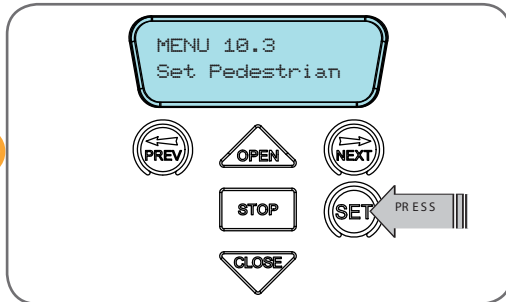 MENU 10.3
Set Pedestrian
PREV
OPEN
NEXT
STOP
SET
PRESS
CLOSE